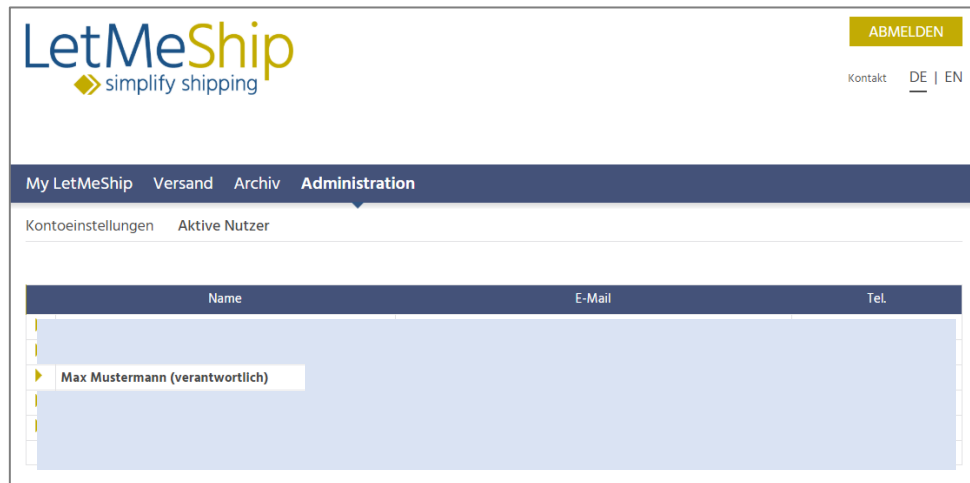 LetMeShip
simplify shipping
ABMELDEN
Kontakt DE | EN
My LetMeShip Versand Archiv Administration
Kontoeinstellungen Aktive Nutzer
Name E-Mail Tel.
Max Mustermann (verantwortlich)